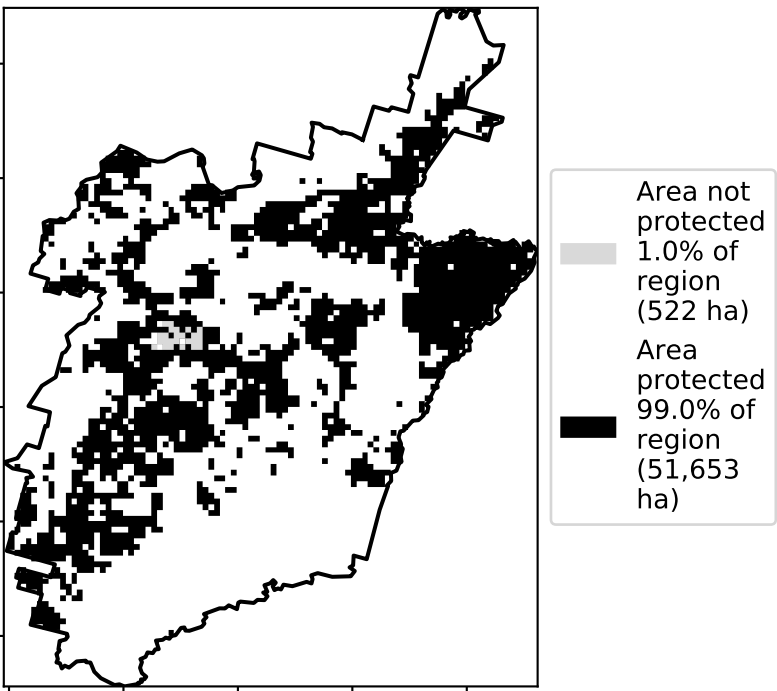 Area not
protected
1.0% of
region
(522 ha)
Area
protected
99.0% of
region
(51,653
ha)